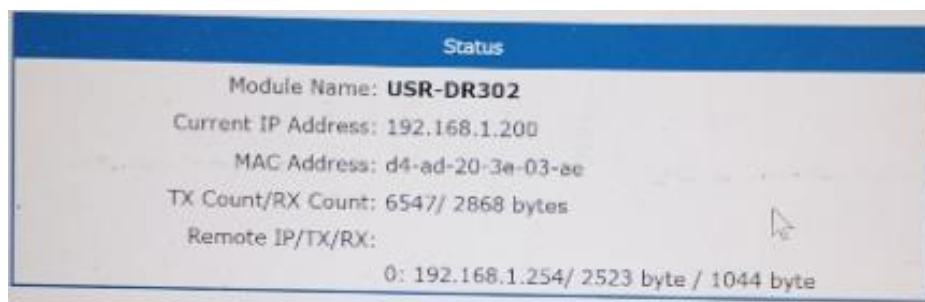 Status
Module Name: USR-DR302
Current IP Address: 192.168.1.200
MAC Address: d4-ad-20-3e-03-ae
TX Count/RX Count: 6547/ 2868 bytes
Remote IP/TX/RX:
0: 192.168.1.254/ 2523 byte / 1044 byte